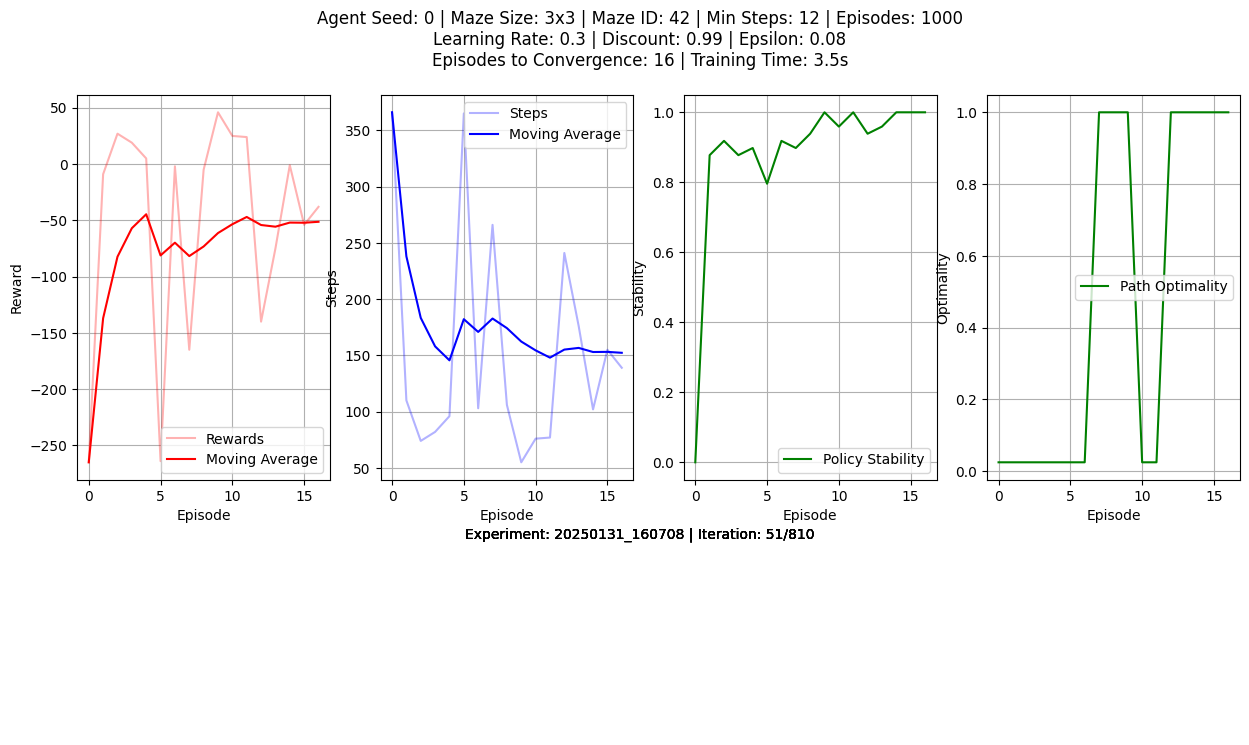 Agent Seed: 0 | Maze Size: 3x3 | Maze ID: 42 | Min Steps: 12 | Episodes: 1000
Learning Rate: 0.3 | Discount: 0.99 | Epsilon: 0.08
Episodes to Convergence: 16 | Training Time: 3.5s
Reward
50
0
−50
−100
−150
−200
−250
Rewards
Moving Average
0 5 10 15
Episode
Steps
350
300
250
200
150
100
50
Steps
Moving Average
0 5 10 15
Episode
Stability
1.0
0.8
0.6
0.4
0.2
0.0
Policy Stability
0 5 10 15
Episode
Optimality
1.0
0.8
0.6
0.4
0.2
0.0
Path Optimality
0 5 10 15
Episode
Experiment: 20250131_160708 | Iteration: 51/810